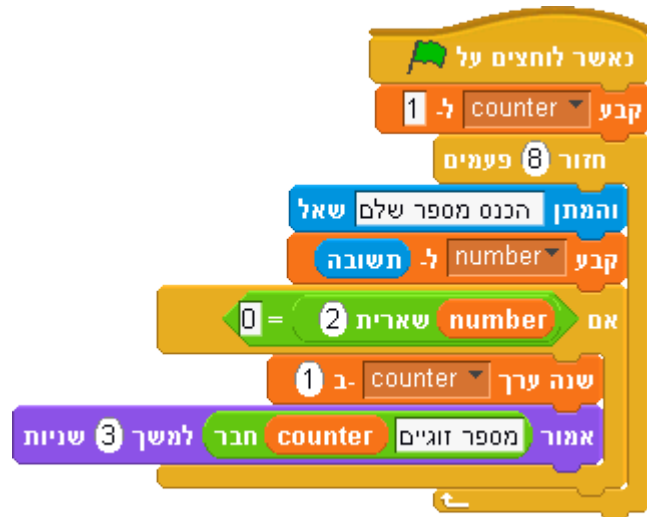 כאשר לוחצים על
קבע counter ל- 1
חזור 8 פעמים
והמתן הכנס מספר שלם שאל
קבע number ל- תשובה
אם number שארית 2 = 0
שנה ערך counter ב- 1
אמור מספר זוגיים counter חבר למשך 3 שניות